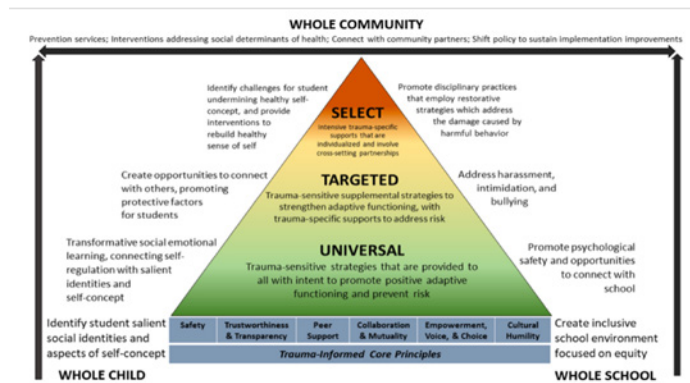 WHOLE COMMUNITY
Prevention services; Interventions addressing social determinants of health; Connect with community partners; Shift policy to sustain implementation improvements
Identify challenges for student
undermining healthy self-
concept, and provide
interventions to
rebuild healthy
sense of self
Promote disciplinary practices
that employ restorative
strategies which address
the damage caused by
harmful behavior
SELECT
Intensive trauma-specific
supports that are
individualized and involve
cross-setting partnerships
Create opportunities to connect
with others, promoting
protective factors
for students
TARGETED
Trauma-sensitive supplemental strategies to
strengthen adaptive functioning, with
trauma-specific supports to address risk
Address harassment,
intimidation, and
bullying
Transformative social emotional
learning, connecting self-
regulation with salient
identities and
self-concept
UNIVERSAL
Trauma-sensitive strategies that are provided to
all with intent to promote positive adaptive
functioning and prevent risk
Promote psychological
safety and opportunities
to connect with
school
Identify student salient
social identities and
aspects of self-concept
Safety
Trustworthiness
& Transparency
Peer
Support
Collaboration
& Mutuality
Empowerment,
Voice, & Choice
Cultural
Humility
Trauma-Informed Core Principles
Create inclusive
school environment
focused on equity
WHOLE CHILD
WHOLE SCHOOL